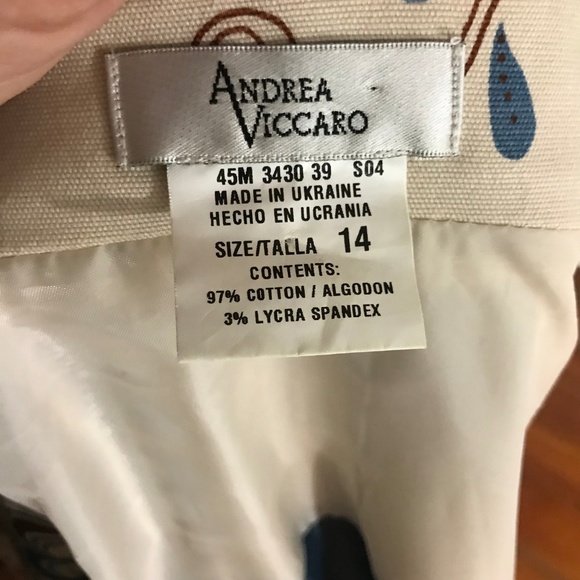 ANDREA
VICCARO
45M 3430 39 S04
MADE IN UKRAINE
HECHO EN UCRANIA
SIZE/TALLA 14
CONTENTS:
97% COTTON / ALGODON
3% LYCRA SPANDEX